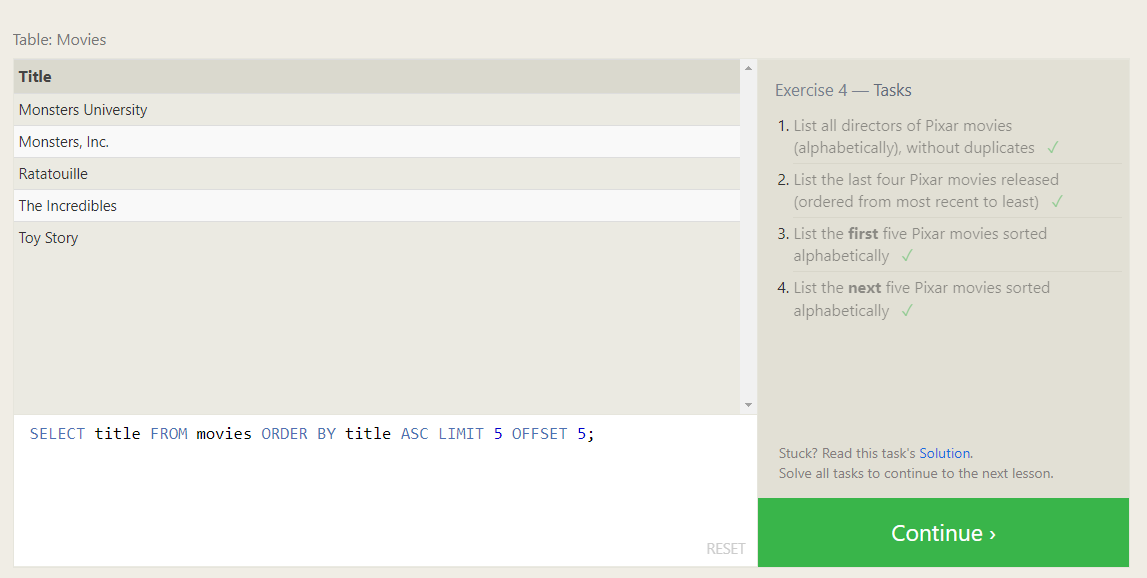 Table: Movies
Title
Monsters University
Monsters, Inc.
Ratatouille
The Incredibles
Toy Story
SELECT title FROM movies ORDER BY title ASC LIMIT 5 OFFSET 5;
RESET
Exercise 4 — Tasks
1. List all directors of Pixar movies
(alphabetically), without duplicates ✓
2. List the last four Pixar movies released
(ordered from most recent to least) ✓
3. List the first five Pixar movies sorted
alphabetically ✓
4. List the next five Pixar movies sorted
alphabetically ✓
Stuck? Read this task's Solution.
Solve all tasks to continue to the next lesson.
Continue ›